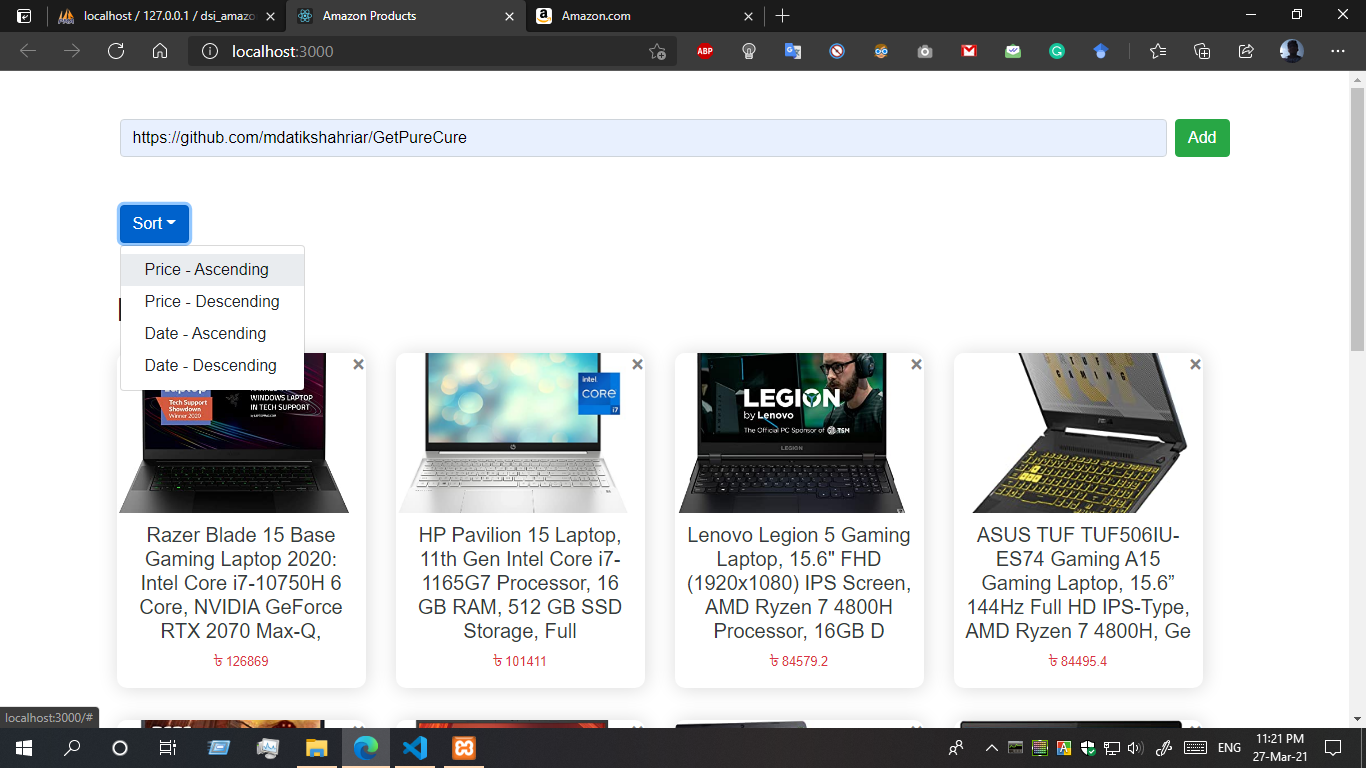 localhost / 127.0.0.1 / dsi_amazo
Amazon Products
Amazon.com
localhost:3000
ABP
https://github.com/mdatikshahriar/GetPureCure
Add
Sort
Price - Ascending
Price - Descending
Date - Ascending
Date - Descending
Tech Support
Showdown
Winner 2020
WINDOWS LAPTOP
IN TECH SUPPORT
intel
CORE
i7
LEGION
by Lenovo
The Official PC Sponsor of TSM
LEGION
TUF
GAMING
Razer Blade 15 Base
Gaming Laptop 2020:
Intel Core i7-10750H 6
Core, NVIDIA GeForce
RTX 2070 Max-Q,
৳ 126869
HP Pavilion 15 Laptop,
11th Gen Intel Core i7-
1165G7 Processor, 16
GB RAM, 512 GB SSD
Storage, Full
৳ 101411
Lenovo Legion 5 Gaming
Laptop, 15.6" FHD
(1920x1080) IPS Screen,
AMD Ryzen 7 4800H
Processor, 16GB D
৳ 84579.2
ASUS TUF TUF506IU-
ES74 Gaming A15
Gaming Laptop, 15.6”
144Hz Full HD IPS-Type,
AMD Ryzen 7 4800H, Ge
৳ 84495.4
localhost:3000/#
ENG
11:21 PM
27-Mar-21